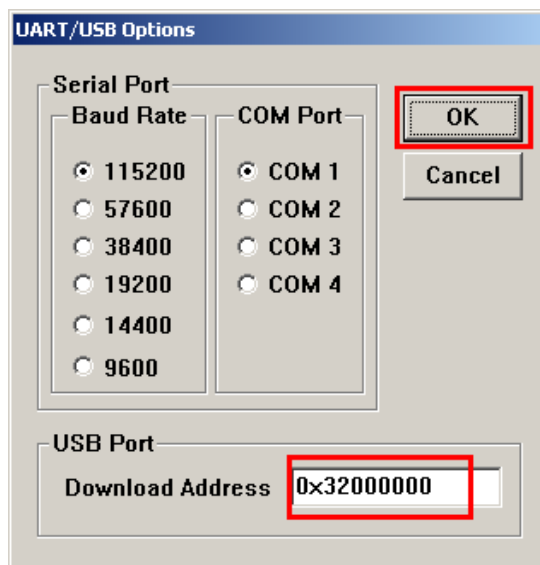 UART/USB Options
Serial Port
Baud Rate
115200
57600
38400
19200
14400
9600
COM Port
COM 1
COM 2
COM 3
COM 4
OK
Cancel
USB Port
Download Address 0x32000000